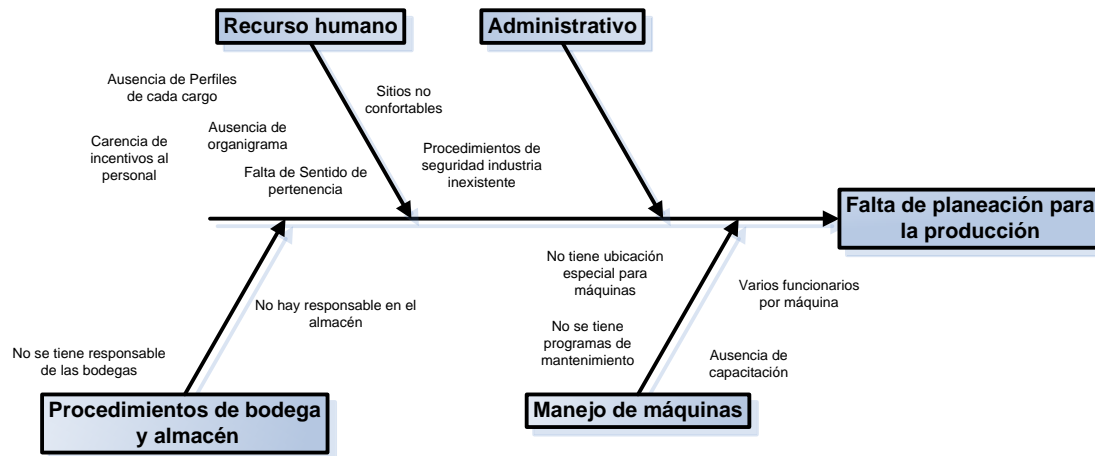 Recurso humano
Administrativo
Ausencia de Perfiles
de cada cargo
Sitios no
confortables
Carencia de
incentivos al
personal
Ausencia de
organigrama
Falta de Sentido de
pertenencia
Procedimientos de
seguridad industria
inexistente
Falta de planeación para
la producción
No tiene ubicación
especial para
máquinas
Varios funcionarios
por máquina
No hay responsable en el
almacén
No se tiene
programas de
mantenimiento
No se tiene responsable
de las bodegas
Ausencia de
capacitación
Procedimientos de bodega
y almacén
Manejo de máquinas